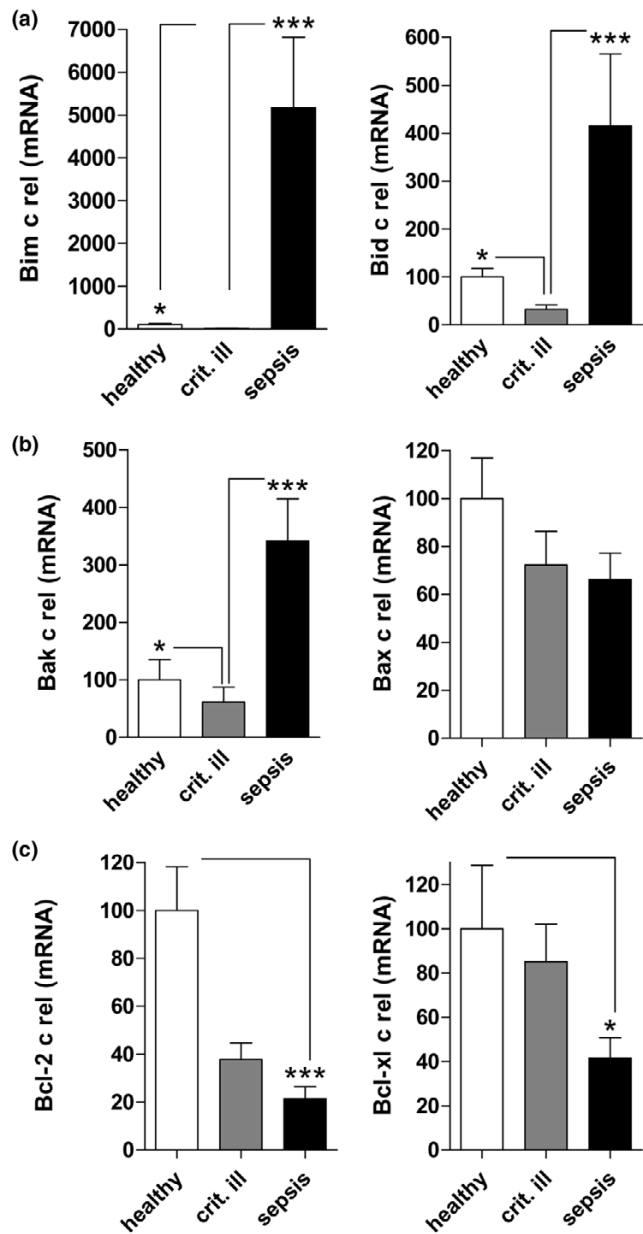 (a)
Bim c rel (mRNA)
7000
6000
5000
4000
3000
2000
1000
0
*
***
healthy
crit. ill
sepsis
Bid c rel (mRNA)
600
500
400
300
200
100
0
*
***
healthy
crit. ill
sepsis
(b)
Bak c rel (mRNA)
500
400
300
200
100
0
*
***
healthy
crit. ill
sepsis
Bax c rel (mRNA)
120
100
80
60
40
20
0
healthy
crit. ill
sepsis
(c)
Bcl-2 c rel (mRNA)
120
100
80
60
40
20
0
***
healthy
crit. ill
sepsis
Bcl-xl c rel (mRNA)
120
100
80
60
40
20
0
*
healthy
crit. ill
sepsis